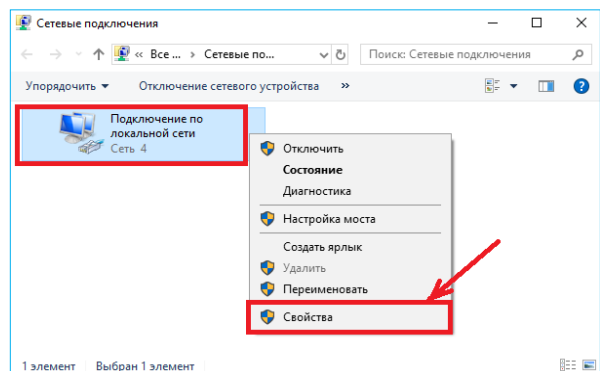 Сетевые подключения
« Все ... › Сетевые по...
Поиск: Сетевые подключения
Упорядочить
Отключение сетевого устройства
»
Подключение по
локальной сети
Сеть 4
Отключить
Состояние
Диагностика
Настройка моста
Создать ярлык
Удалить
Переименовать
Свойства
1 элемент
Выбран 1 элемент